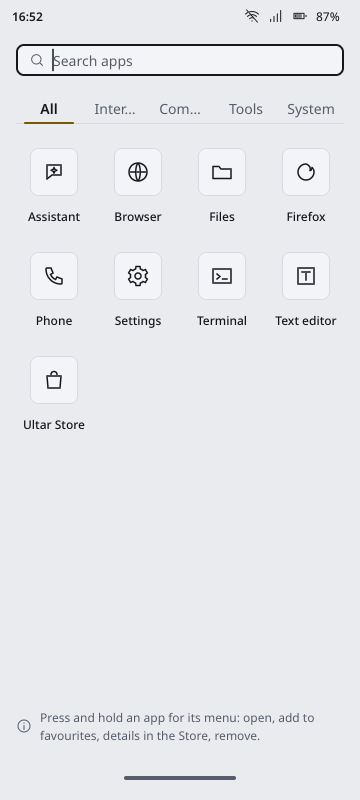 16:52
87%
Search apps
All
Inter...
Com...
Tools
System
Assistant
Browser
Files
Firefox
Phone
Settings
Terminal
Text editor
Ultar Store
Press and hold an app for its menu: open, add to
favourites, details in the Store, remove.